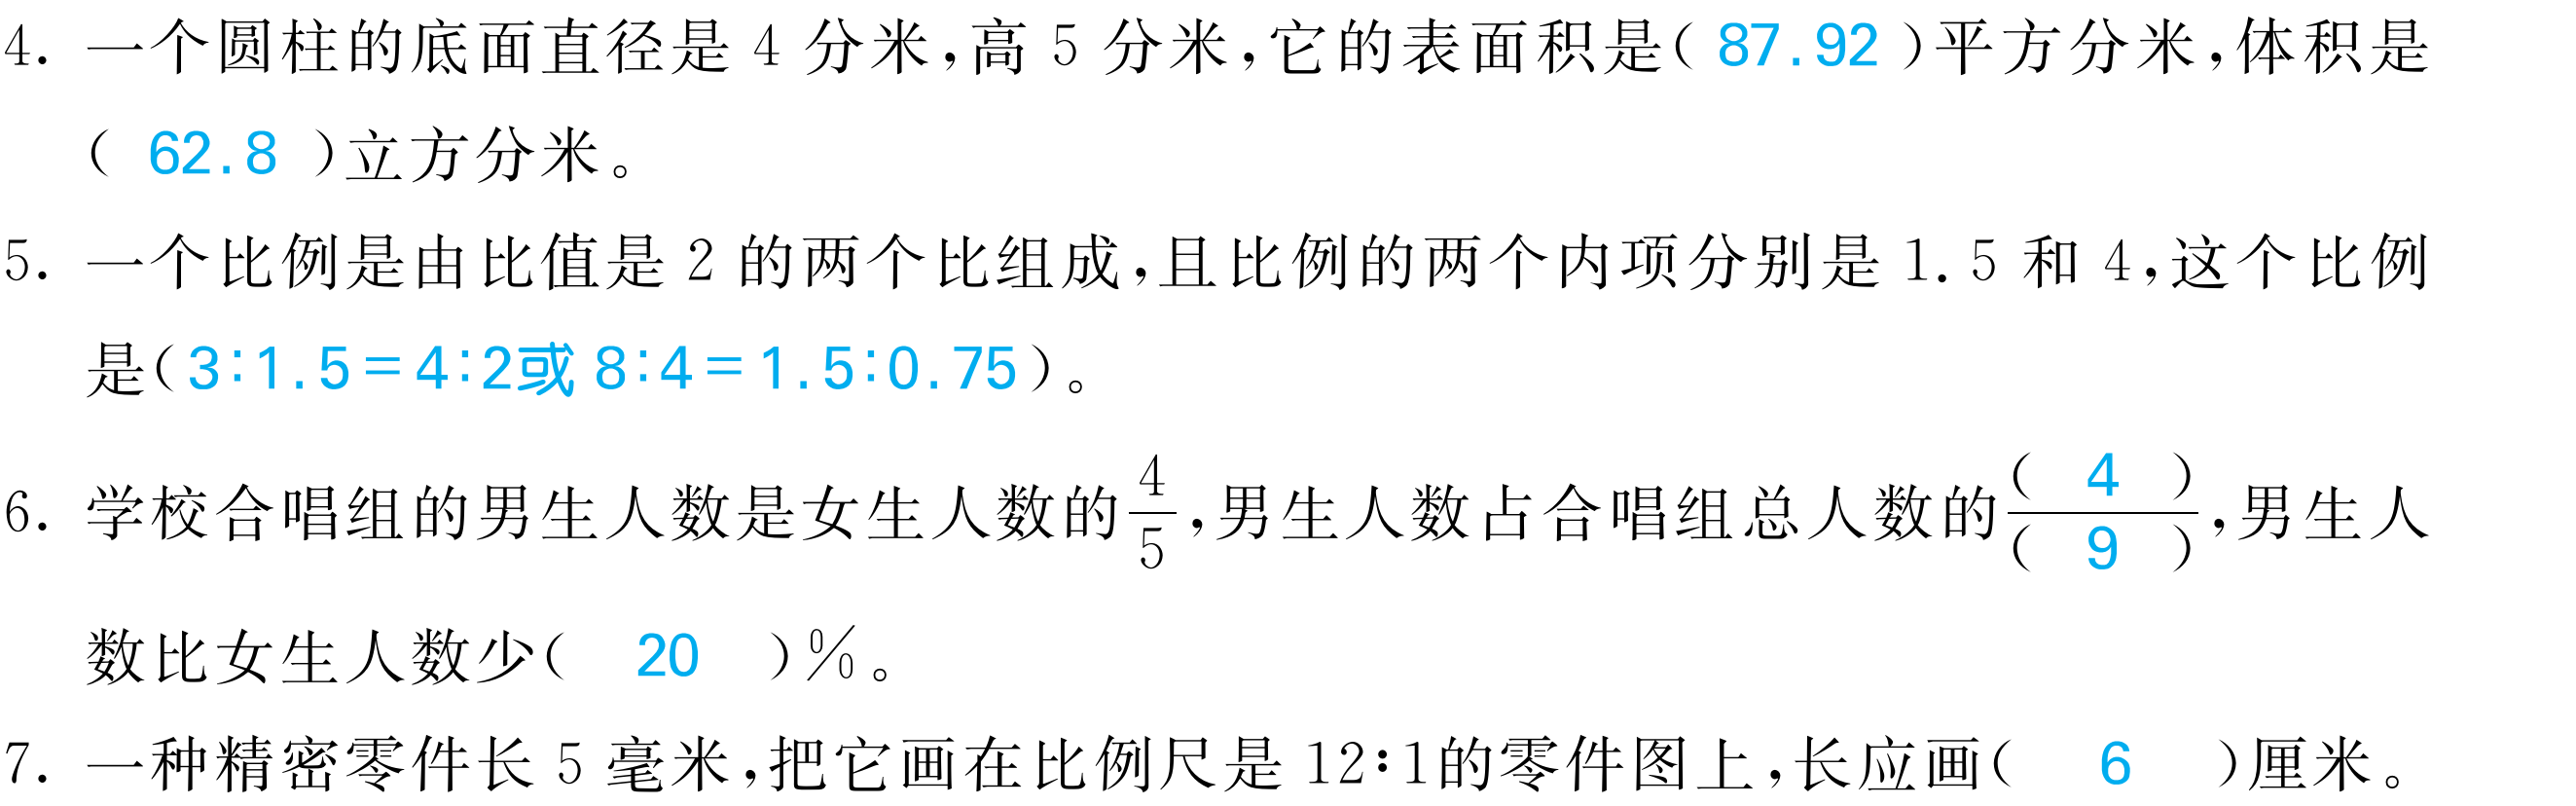 4. 一个圆柱的底面直径是 4 分米,高 5 分米,它的表面积是( 87.92 )平方分米,体积是
( 62.8 )立方分米。
5. 一个比例是由比值是 2 的两个比组成,且比例的两个内项分别是 1.5 和 4,这个比例
是(3∶1.5=4∶2或 8∶4=1.5∶0.75)。
6. 学校合唱组的男生人数是女生人数的4/5,男生人数占合唱组总人数的( 4 )/( 9 ),男生人
数比女生人数少( 20 )%。
7. 一种精密零件长 5 毫米,把它画在比例尺是 12∶1的零件图上,长应画( 6 )厘米。